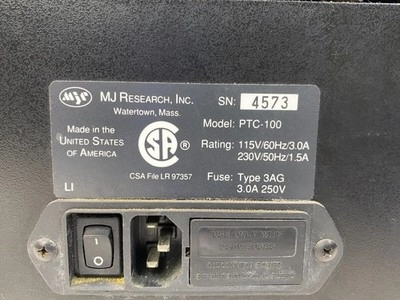 MJR MJ RESEARCH, INC.
Watertown, Mass.
SN: 4573
Made in the
UNITED STATES
OF AMERICA
CSA File LR 97357
Model: PTC-100
Rating: 115V/60Hz/3.0A
230V/50Hz/1.5A
Fuse: Type 3AG
3.0A 250V
LI